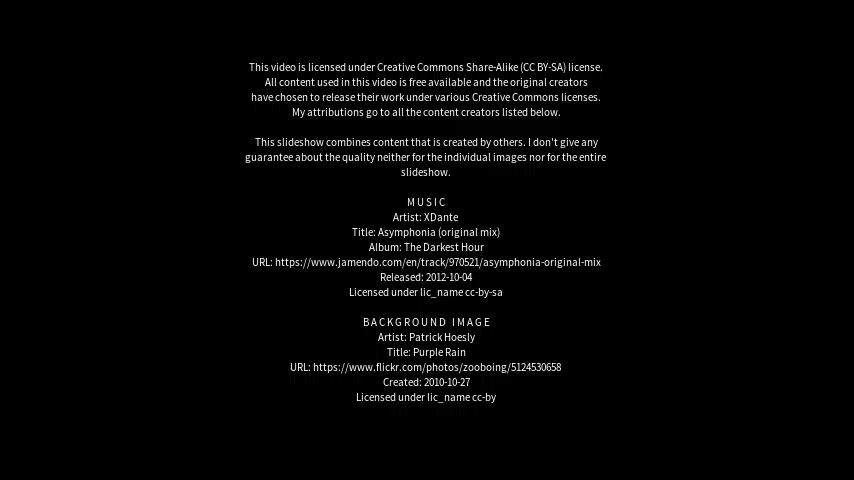 This video is licensed under Creative Commons Share-Alike (CC BY-SA) license.
All content used in this video is free available and the original creators
have chosen to release their work under various Creative Commons licenses.
My attributions go to all the content creators listed below.
This slideshow combines content that is created by others. I don't give any
guarantee about the quality neither for the individual images nor for the entire
slideshow.
MUSIC
Artist: XDante
Title: Asymphonia (original mix)
Album: The Darkest Hour
URL: https://www.jamendo.com/en/track/970521/asymphonia-original-mix
Released: 2012-10-04
Licensed under lic_name cc-by-sa
BACKGROUND IMAGE
Artist: Patrick Hoesly
Title: Purple Rain
URL: https://www.flickr.com/photos/zooboing/5124530658
Created: 2010-10-27
Licensed under lic_name cc-by